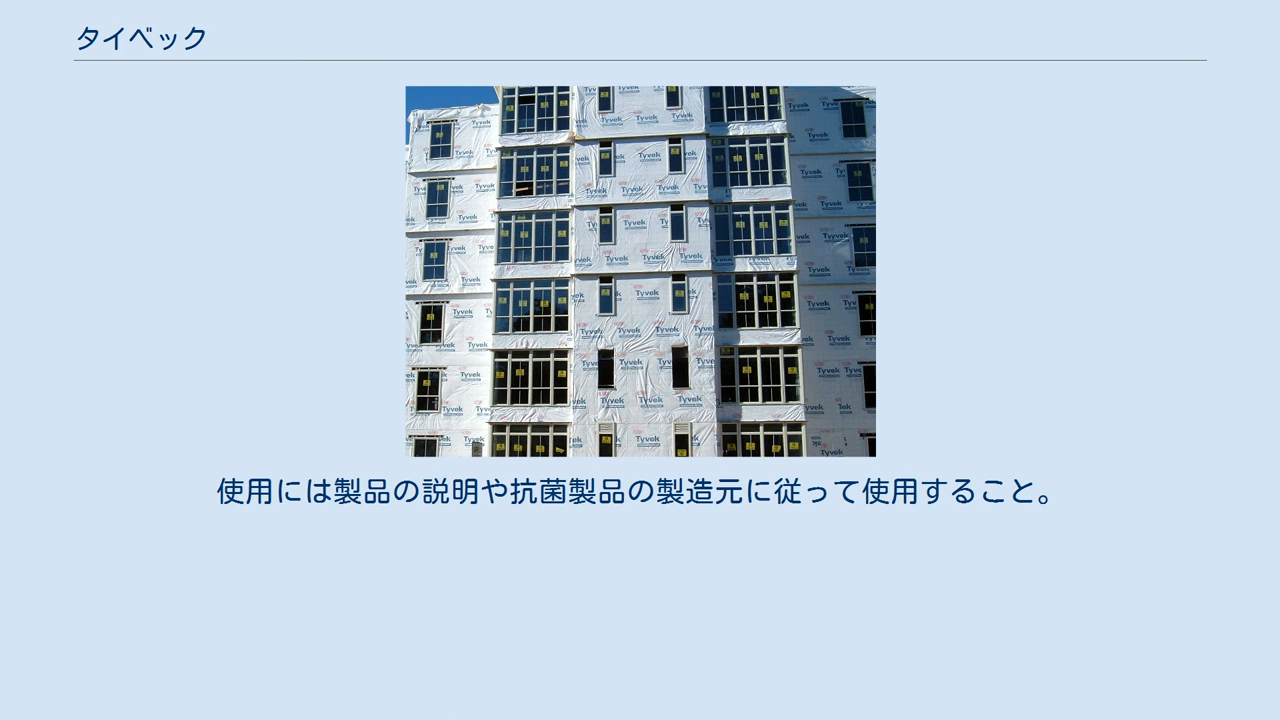 タイベック
Tyvek
使用には製品の説明や抗菌製品の製造元に従って使用すること。